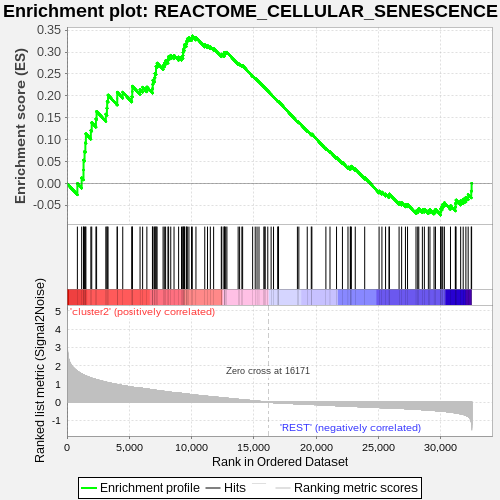 Enrichment plot: REACTOME_CELLULAR_SENESCENCE
Enrichment score (ES)
0.35
0.30
0.25
0.20
0.15
0.10
0.05
0.00
-0.05
'cluster2' (positively correlated)
Ranked list metric (Signal2Noise)
5
4
3
2
1
0
-1
Zero cross at 16171
'REST' (negatively correlated)
0
5,000
10,000
15,000
20,000
25,000
30,000
Rank in Ordered Dataset
Enrichment profile
Hits
Ranking metric scores